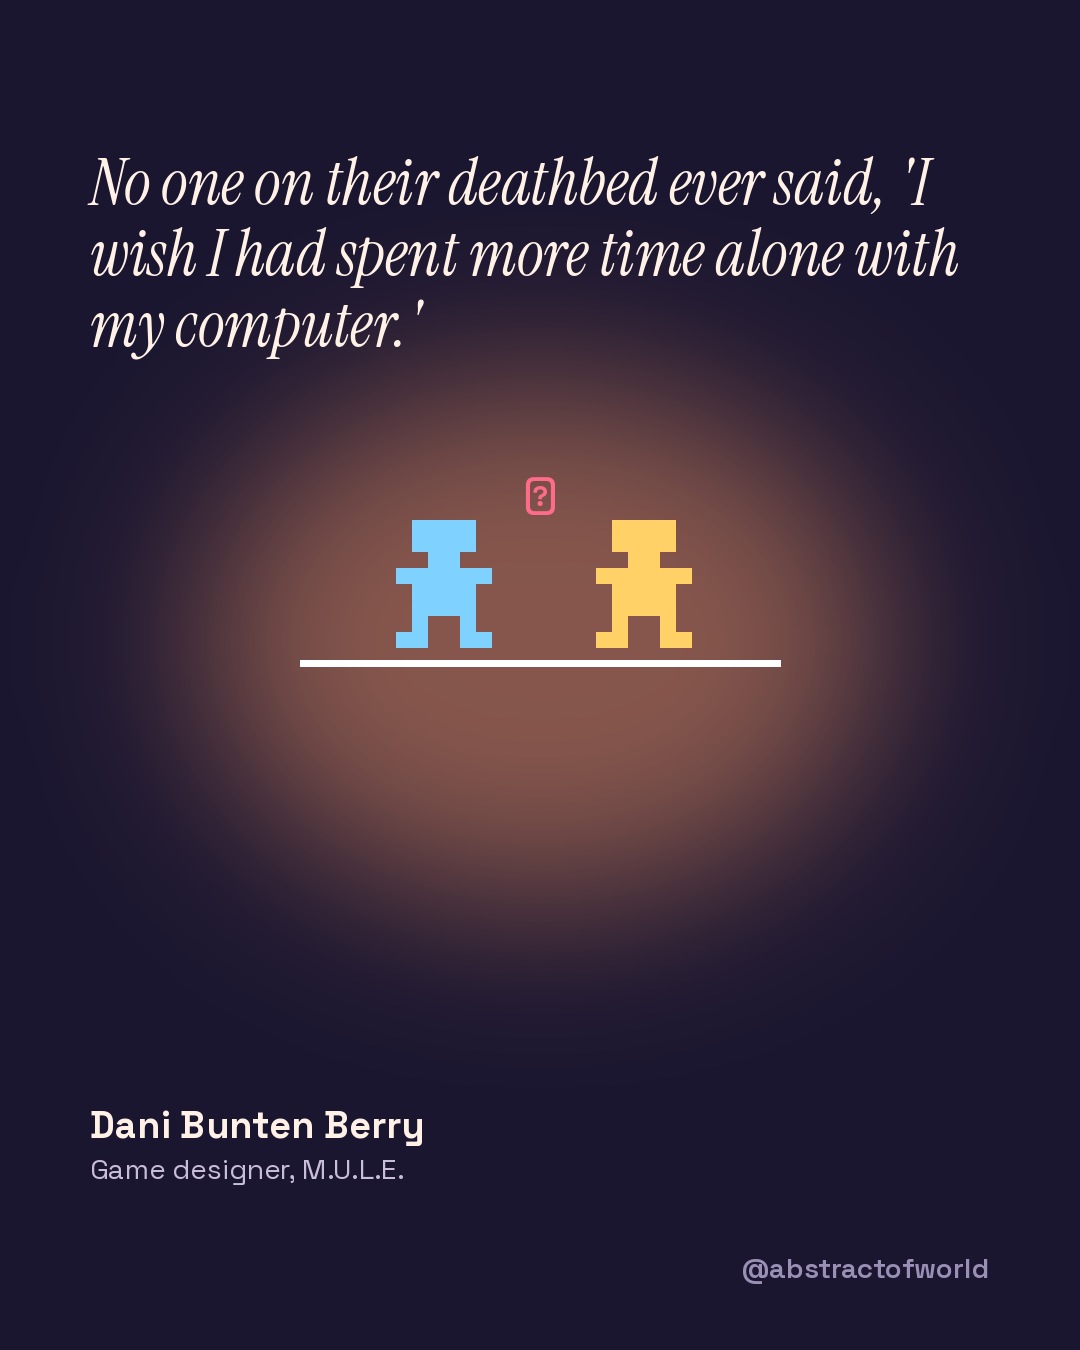 No one on their deathbed ever said, 'I
wish I had spent more time alone with
my computer.'
?
Dani Bunten Berry
Game designer, M.U.L.E.
@abstractofworld